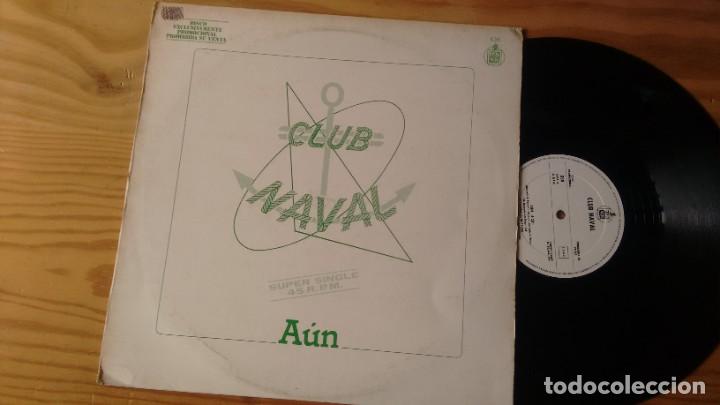 DISCO
EXCLUSIVAMENTE
PROMOCIONAL
PROHIBIDA SU VENTA
CLUB
NAVAL
SUPER SINGLE
45 R.P.M.
Aún
CLUB NAVAL
todocoleccion